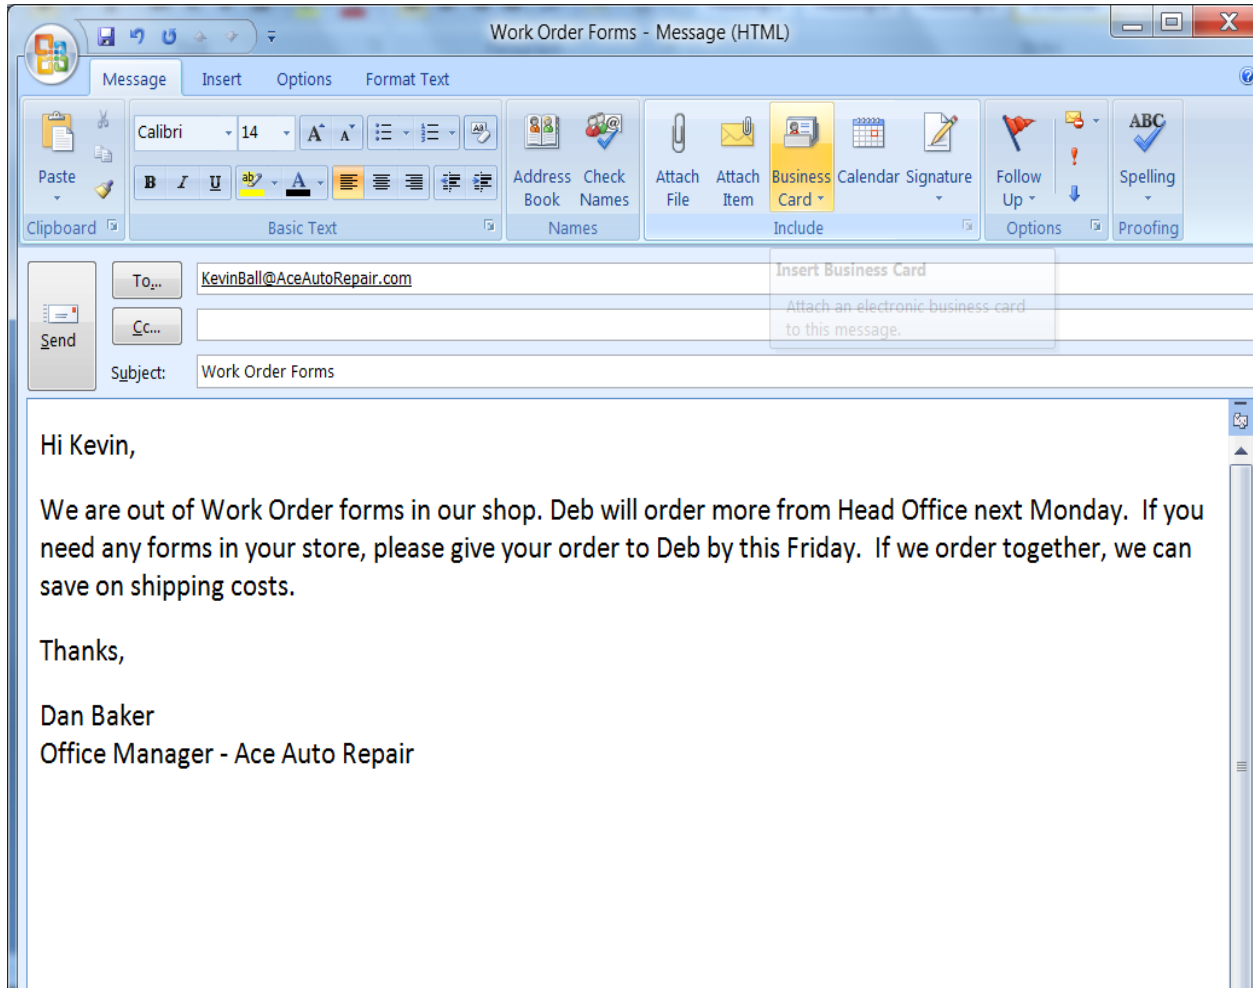 Work Order Forms - Message (HTML)
Message Insert Options Format Text
Calibri 14 A A
Paste
B I U ab A
Address Book
Check Names
Attach File
Attach Item
Business Card
Calendar
Signature
Follow Up
ABC
Spelling
Clipboard Basic Text Names Include Options Proofing
To... KevinBall@AceAutoRepair.com
Insert Business Card
Attach an electronic business card
to this message.
Cc...
Send
Subject: Work Order Forms
Hi Kevin,
We are out of Work Order forms in our shop. Deb will order more from Head Office next Monday.  If you
need any forms in your store, please give your order to Deb by this Friday.  If we order together, we can
save on shipping costs.
Thanks,
Dan Baker
Office Manager - Ace Auto Repair